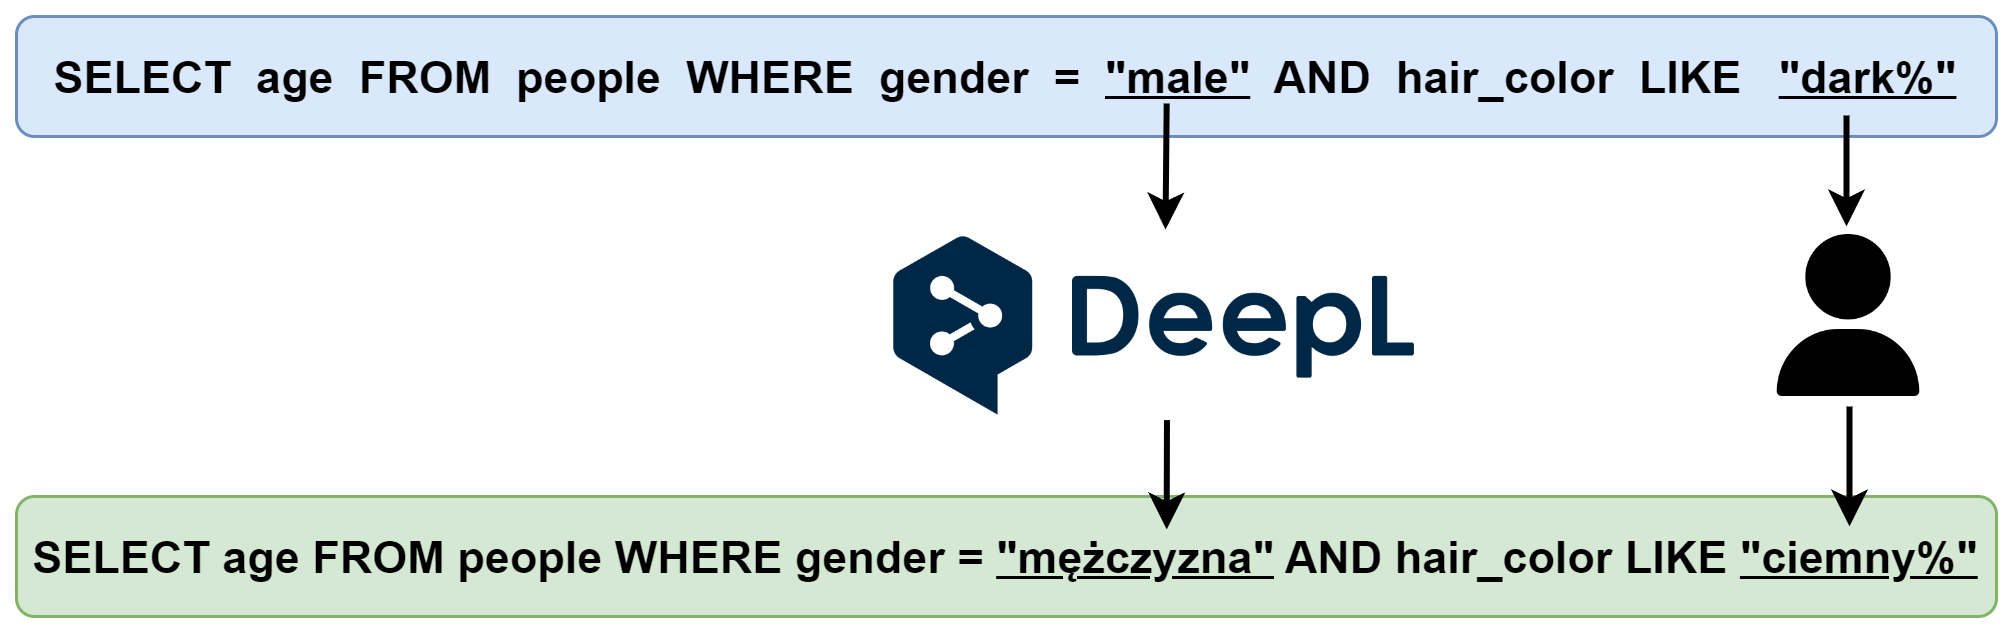 SELECT age FROM people WHERE gender = "male" AND hair_color LIKE "dark%"
DeepL
SELECT age FROM people WHERE gender = "mężczyzna" AND hair_color LIKE "ciemny%"